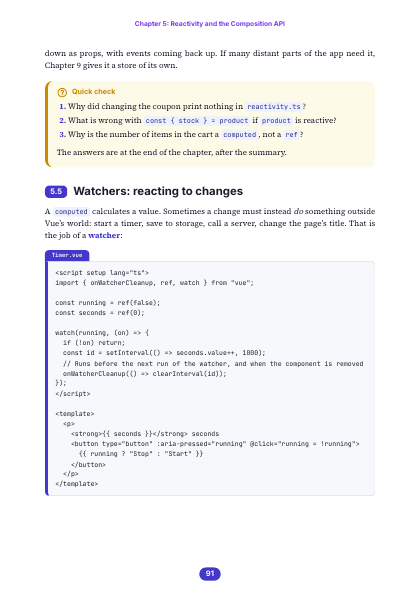 Chapter 5: Reactivity and the Composition API
down as props, with events coming back up. If many distant parts of the app need it,
Chapter 9 gives it a store of its own.
Quick check
1. Why did changing the coupon print nothing in reactivity.ts?
2. What is wrong with const { stock } = product if product is reactive?
3. Why is the number of items in the cart a computed, not a ref?
The answers are at the end of the chapter, after the summary.
5.5 Watchers: reacting to changes
A computed calculates a value. Sometimes a change must instead do something outside
Vue's world: start a timer, save to storage, call a server, change the page's title. That is
the job of a watcher:
Timer.vue
<script setup lang="ts">
import { onWatcherCleanup, ref, watch } from "vue";
const running = ref(false);
const seconds = ref(0);
watch(running, (on) => {
  if (!on) return;
  const id = setInterval(() => seconds.value++, 1000);
  // Runs before the next run of the watcher, and when the component is removed
  onWatcherCleanup(() => clearInterval(id));
});
</script>
<template>
  <p>
    <strong>{{ seconds }}</strong> seconds
    <button type="button" :aria-pressed="running" @click="running = !running">
      {{ running ? "Stop" : "Start" }}
    </button>
  </p>
</template>
91